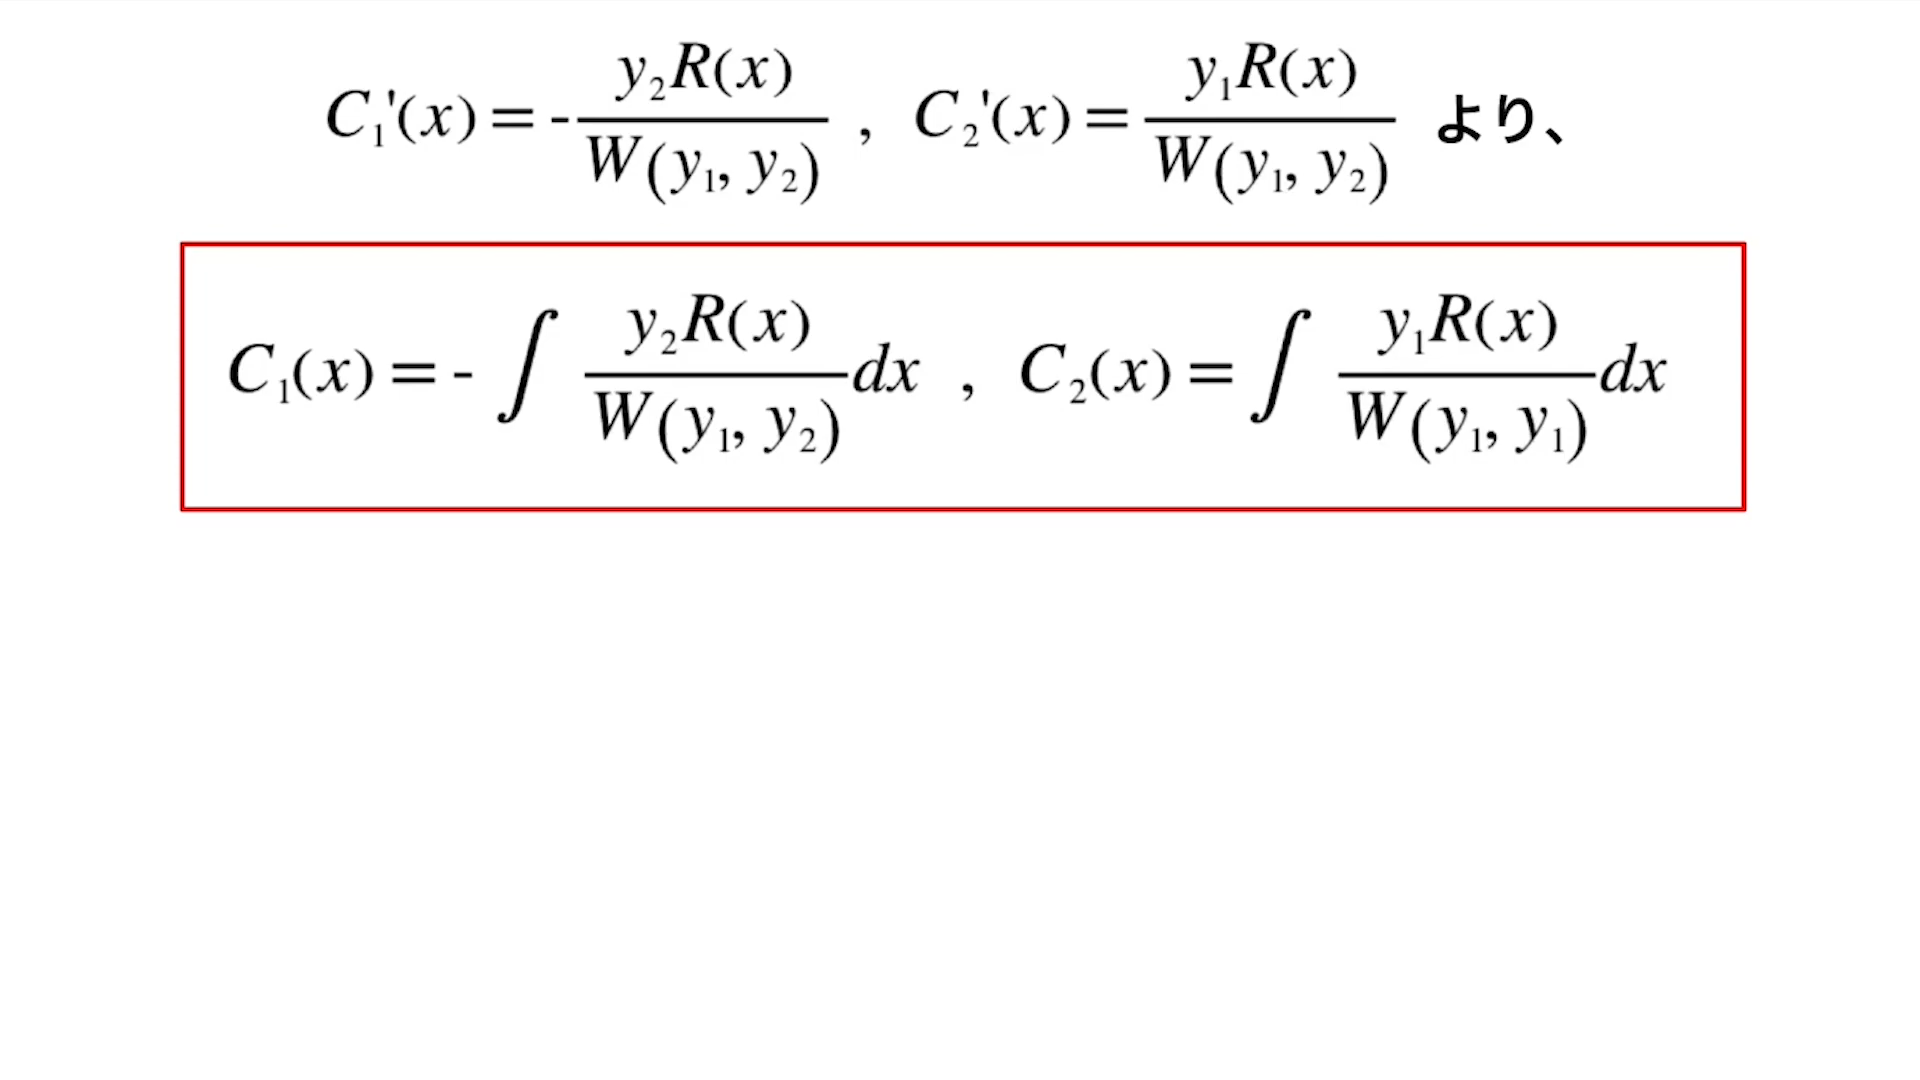 C₁'(x) = - y₂R(x) / W(y₁, y₂) , C₂'(x) = y₁R(x) / W(y₁, y₂) より、
C₁(x) = - ∫ y₂R(x) / W(y₁, y₂) dx , C₂(x) = ∫ y₁R(x) / W(y₁, y₁) dx